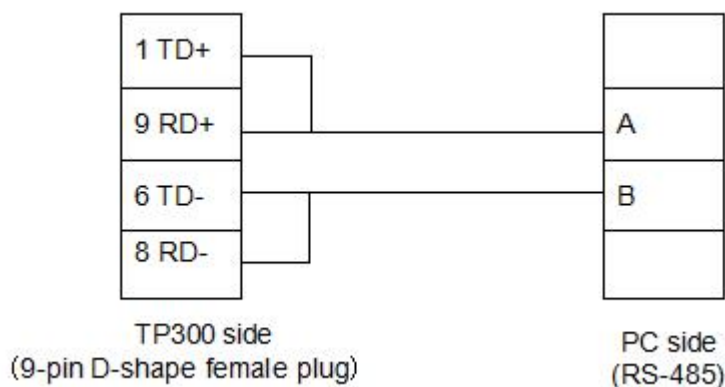 1 TD+
9 RD+
A
6 TD-
B
8 RD-
TP300 side
(9-pin D-shape female plug)
PC side
(RS-485)